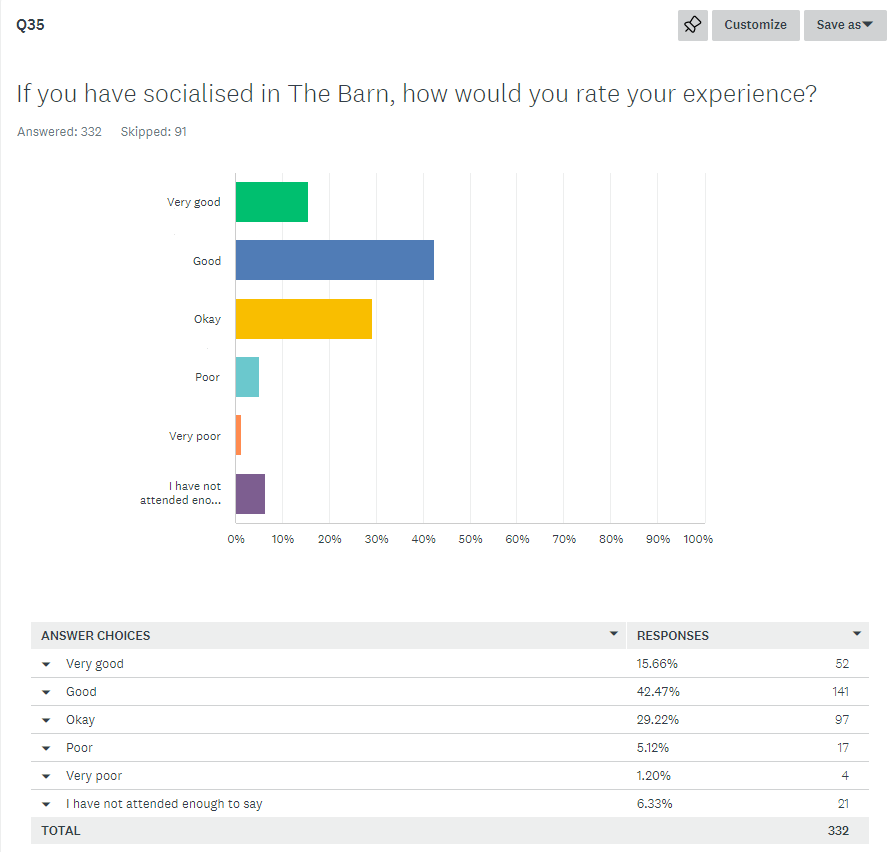 Q35
Customize
Save as
If you have socialised in The Barn, how would you rate your experience?
Answered: 332 Skipped: 91
Very good
Good
Okay
Poor
Very poor
I have not
attended eno...
0% 10% 20% 30% 40% 50% 60% 70% 80% 90% 100%
ANSWER CHOICES RESPONSES
Very good 15.66% 52
Good 42.47% 141
Okay 29.22% 97
Poor 5.12% 17
Very poor 1.20% 4
I have not attended enough to say 6.33% 21
TOTAL 332